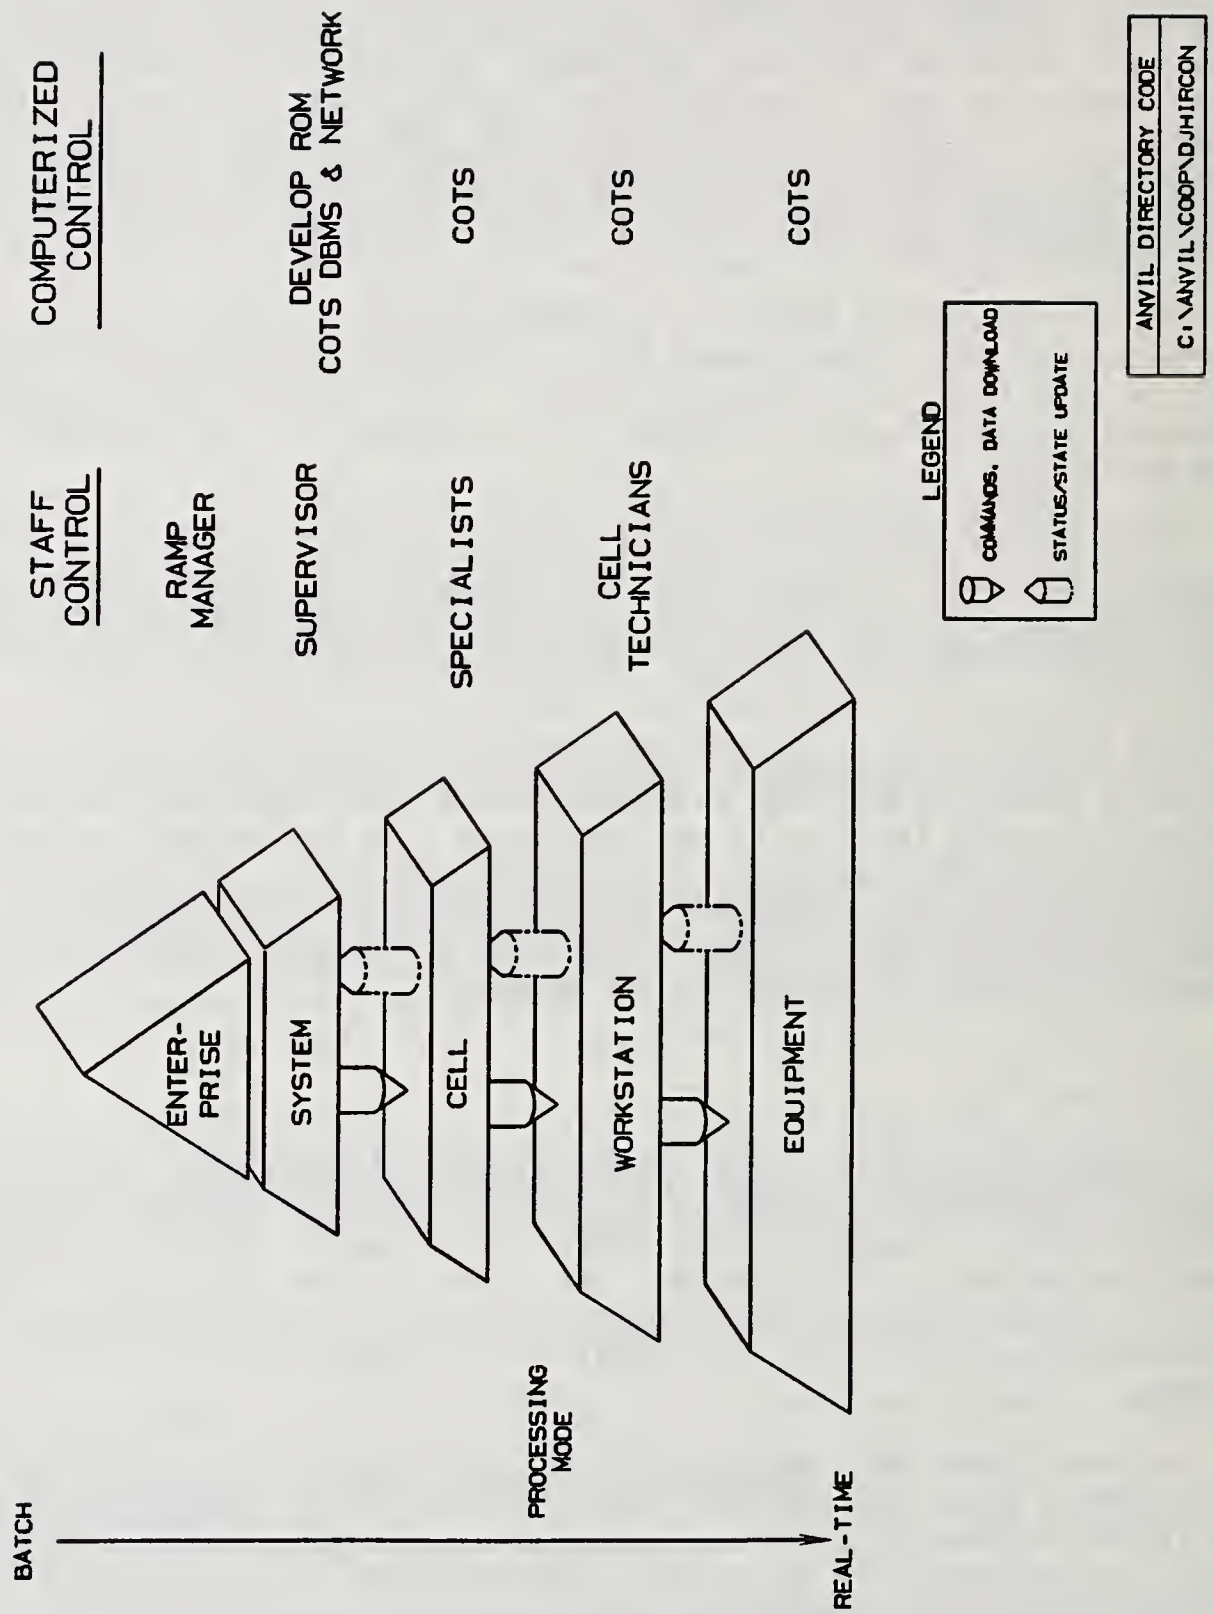 STAFF
CONTROL
COMPUTERIZED
CONTROL
BATCH
ENTER-
PRISE
RAMP
MANAGER
SYSTEM
SUPERVISOR
DEVELOP ROM
COTS DBMS & NETWORK
CELL
SPECIALISTS
COTS
PROCESSING
MODE
WORKSTATION
CELL
TECHNICIANS
COTS
EQUIPMENT
COTS
REAL-TIME
LEGEND
COMMANDS, DATA DOWNLOAD
STATUS/STATE UPDATE
ANVIL DIRECTORY CODE
C:\ANVIL\COOP\DJHIRCON